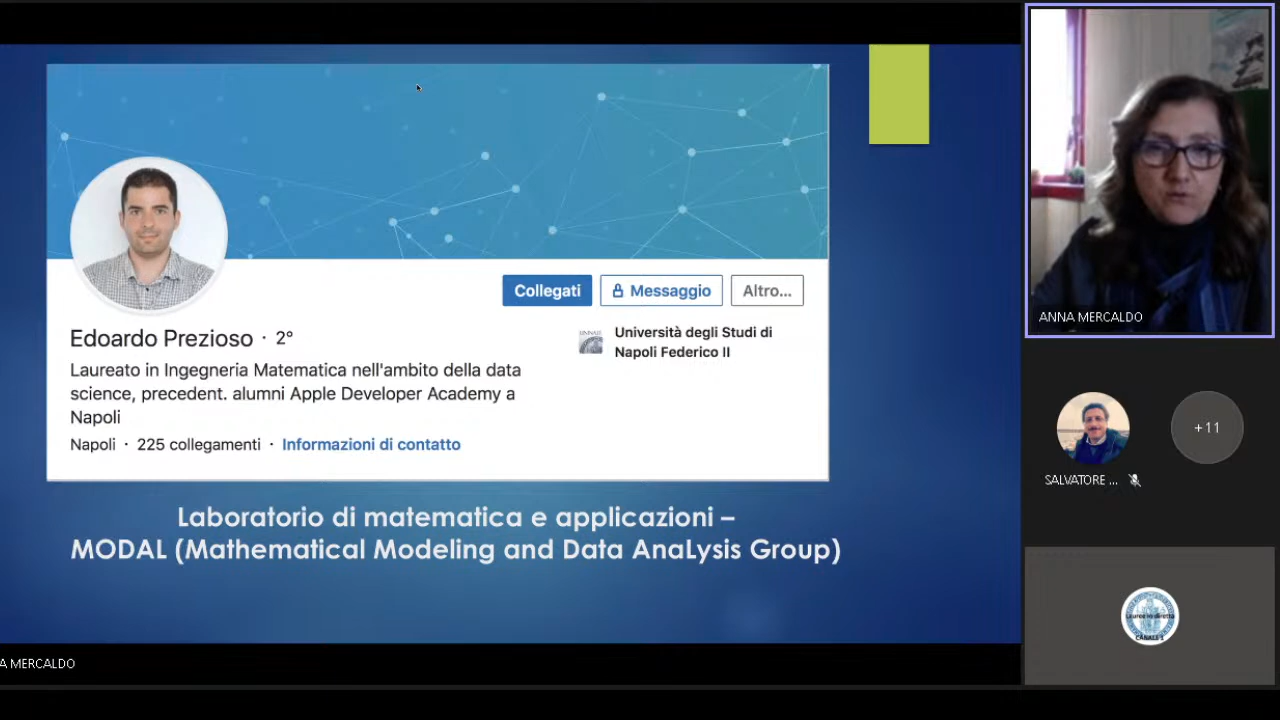 Collegati
Messaggio
Altro...
Edoardo Prezioso · 2°
Università degli Studi di
Napoli Federico II
Laureato in Ingegneria Matematica nell'ambito della data
science, precedent. alumni Apple Developer Academy a
Napoli
Napoli · 225 collegamenti · Informazioni di contatto
Laboratorio di matematica e applicazioni –
MODAL (Mathematical Modeling and Data AnaLysis Group)
A MERCALDO
ANNA MERCALDO
SALVATORE ...
+11
CANALE